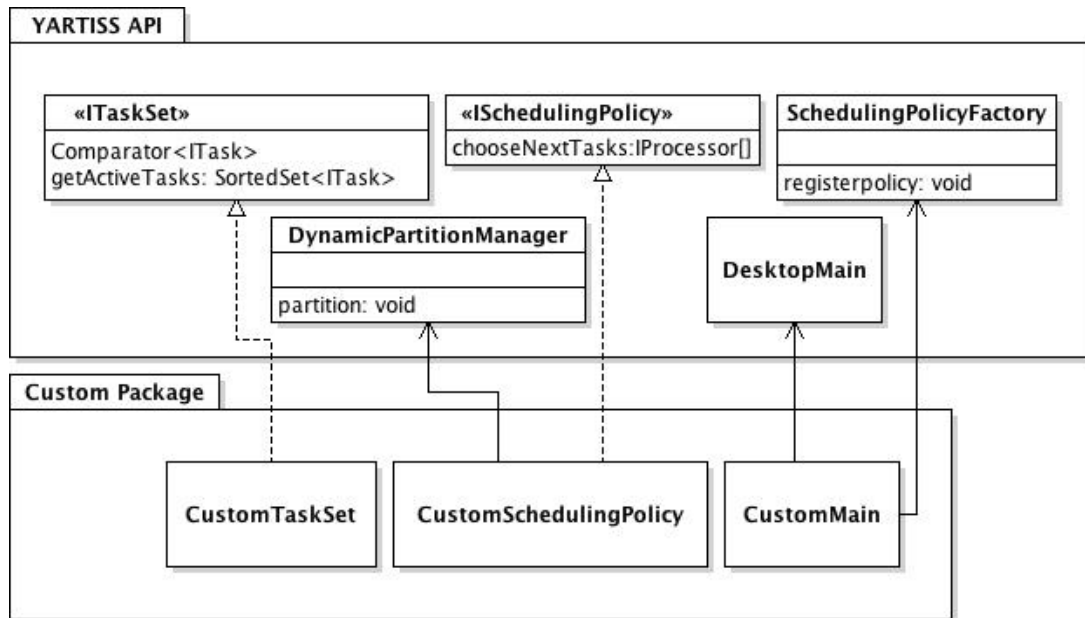 YARTISS API
«ITaskSet»
Comparator<ITask>
getActiveTasks: SortedSet<ITask>
«ISchedulingPolicy»
chooseNextTasks:IProcessor[]
SchedulingPolicyFactory
registerpolicy: void
DynamicPartitionManager
partition: void
DesktopMain
Custom Package
CustomTaskSet
CustomSchedulingPolicy
CustomMain